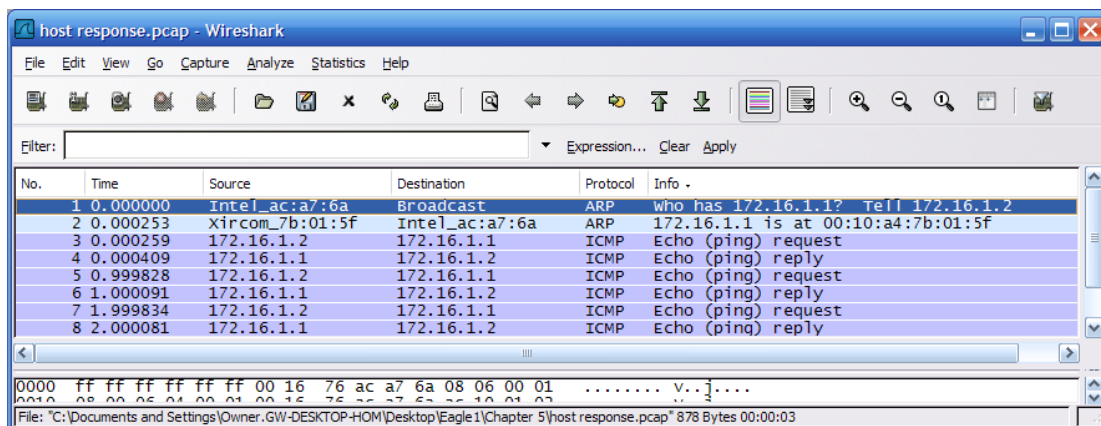 host response.pcap - Wireshark
File Edit View Go Capture Analyze Statistics Help
Filter: Expression... Clear Apply
No. Time Source Destination Protocol Info
1 0.000000 Intel_ac:a7:6a Broadcast ARP Who has 172.16.1.1? Tell 172.16.1.2
2 0.000253 Xircom_7b:01:5f Intel_ac:a7:6a ARP 172.16.1.1 is at 00:10:a4:7b:01:5f
3 0.000259 172.16.1.2 172.16.1.1 ICMP Echo (ping) request
4 0.000409 172.16.1.1 172.16.1.2 ICMP Echo (ping) reply
5 0.999828 172.16.1.2 172.16.1.1 ICMP Echo (ping) request
6 1.000091 172.16.1.1 172.16.1.2 ICMP Echo (ping) reply
7 1.999834 172.16.1.2 172.16.1.1 ICMP Echo (ping) request
8 2.000081 172.16.1.1 172.16.1.2 ICMP Echo (ping) reply
0000 ff ff ff ff ff ff 00 16 76 ac a7 6a 08 06 00 01 ........ v..j....
File: "C:\Documents and Settings\Owner.GW-DESKTOP-HOM\Desktop\Eagle1\Chapter 5\host response.pcap" 878 Bytes 00:00:03